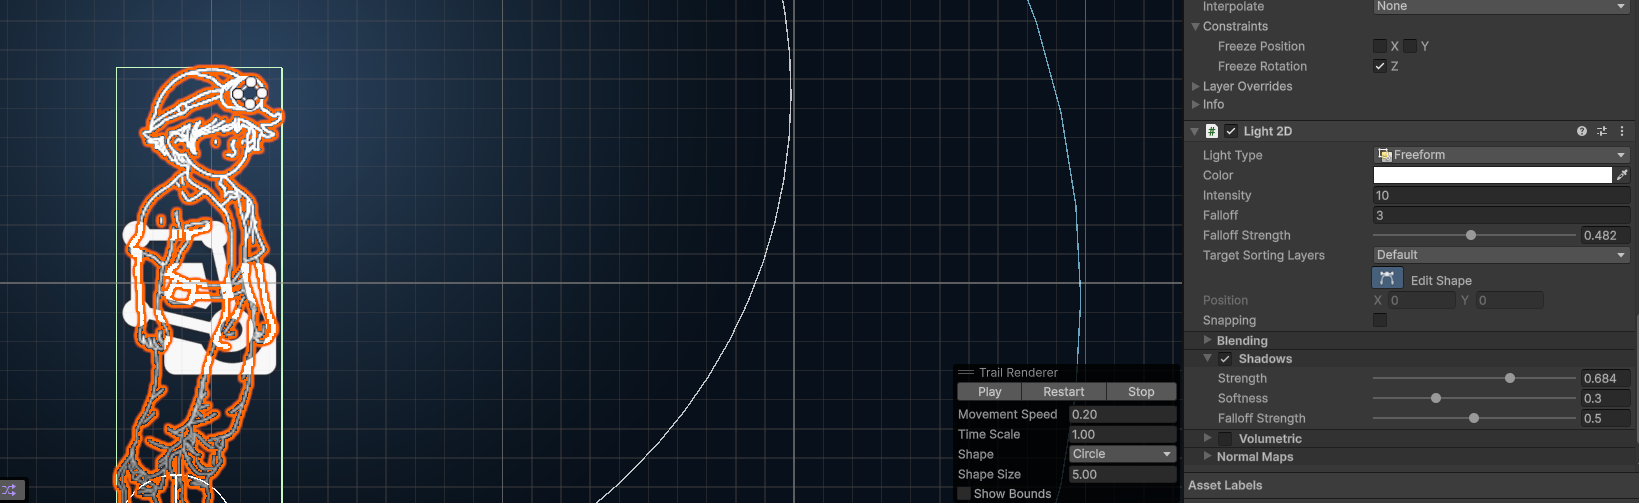 Interpolate None
Constraints
Freeze Position X Y
Freeze Rotation Z
Layer Overrides
Info
# Light 2D ?
Light Type Freeform
Color
Intensity 10
Falloff 3
Falloff Strength 0.482
Target Sorting Layers Default
Edit Shape
Position X 0 Y 0
Snapping
Blending
Shadows
Strength 0.684
Softness 0.3
Falloff Strength 0.5
Volumetric
Normal Maps
Asset Labels
Trail Renderer
Play Restart Stop
Movement Speed 0.20
Time Scale 1.00
Shape Circle
Shape Size 5.00
Show Bounds